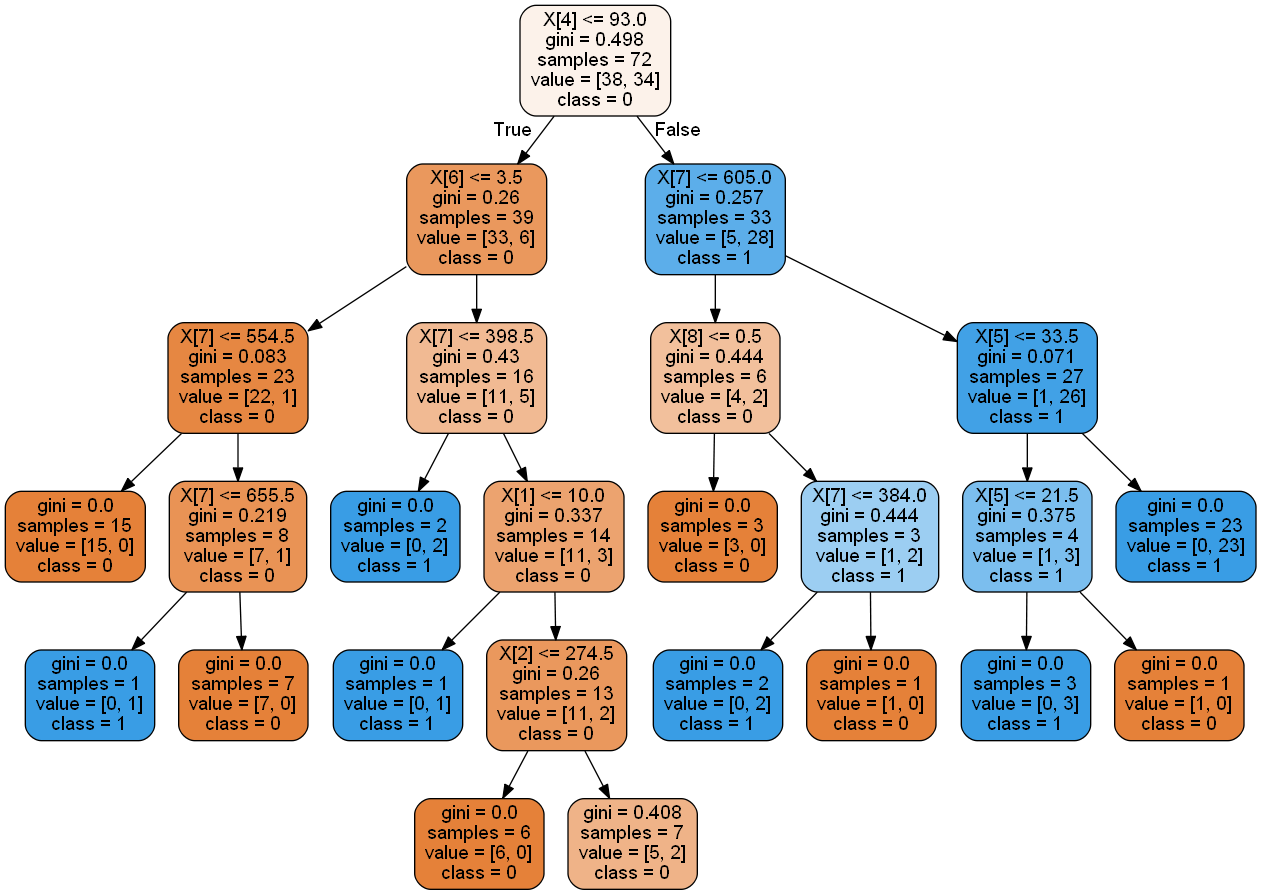 X[4] <= 93.0
gini = 0.498
samples = 72
value = [38, 34]
class = 0
True
False
X[6] <= 3.5
gini = 0.26
samples = 39
value = [33, 6]
class = 0
X[7] <= 605.0
gini = 0.257
samples = 33
value = [5, 28]
class = 1
X[7] <= 554.5
gini = 0.083
samples = 23
value = [22, 1]
class = 0
X[7] <= 398.5
gini = 0.43
samples = 16
value = [11, 5]
class = 0
X[8] <= 0.5
gini = 0.444
samples = 6
value = [4, 2]
class = 0
X[5] <= 33.5
gini = 0.071
samples = 27
value = [1, 26]
class = 1
gini = 0.0
samples = 15
value = [15, 0]
class = 0
X[7] <= 655.5
gini = 0.219
samples = 8
value = [7, 1]
class = 0
gini = 0.0
samples = 2
value = [0, 2]
class = 1
X[1] <= 10.0
gini = 0.337
samples = 14
value = [11, 3]
class = 0
gini = 0.0
samples = 3
value = [3, 0]
class = 0
X[7] <= 384.0
gini = 0.444
samples = 3
value = [1, 2]
class = 1
X[5] <= 21.5
gini = 0.375
samples = 4
value = [1, 3]
class = 1
gini = 0.0
samples = 23
value = [0, 23]
class = 1
gini = 0.0
samples = 1
value = [0, 1]
class = 1
gini = 0.0
samples = 7
value = [7, 0]
class = 0
gini = 0.0
samples = 1
value = [0, 1]
class = 1
X[2] <= 274.5
gini = 0.26
samples = 13
value = [11, 2]
class = 0
gini = 0.0
samples = 2
value = [0, 2]
class = 1
gini = 0.0
samples = 1
value = [1, 0]
class = 0
gini = 0.0
samples = 3
value = [0, 3]
class = 1
gini = 0.0
samples = 1
value = [1, 0]
class = 0
gini = 0.0
samples = 6
value = [6, 0]
class = 0
gini = 0.408
samples = 7
value = [5, 2]
class = 0